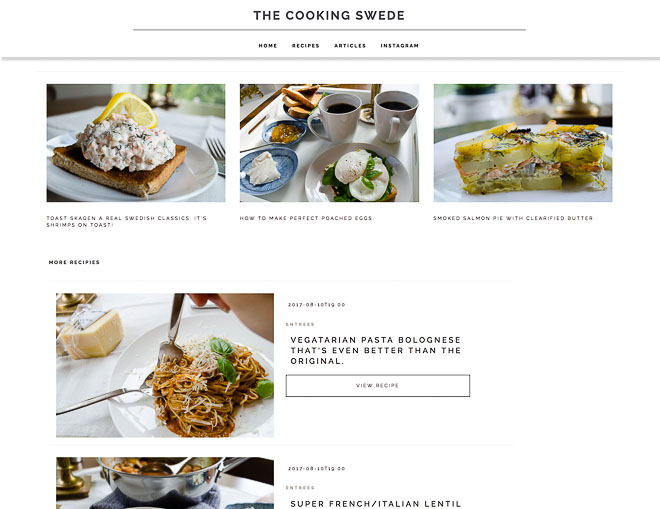 THE COOKING SWEDE
HOME RECIPES ARTICLES INSTAGRAM
TOAST SKAGEN A REAL SWEDISH CLASSICS. IT'S
SHRIMPS ON TOAST!
HOW TO MAKE PERFECT POACHED EGGS.
SMOKED SALMON PIE WITH CLEARIFIED BUTTER.
MORE RECIPIES
2017-08-10T19:00
ENTREES
VEGATARIAN PASTA BOLOGNESE
THAT'S EVEN BETTER THAN THE
ORIGINAL.
VIEW RECIPE
2017-08-10T19:00
ENTREES
SUPER FRENCH/ITALIAN LENTIL